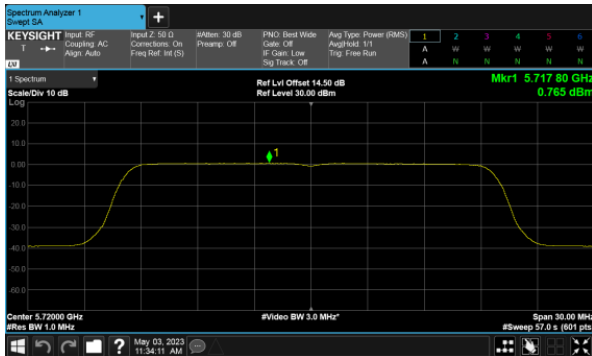 Spectrum Analyzer 1
Swept SA
KEYSIGHT
Input: RF
Coupling: AC
Align: Auto
Input Z: 50 Ω
Corrections: On
Freq Ref: Int (S)
#Atten: 30 dB
Preamp: Off
PNO: Best Wide
Gate: Off
IF Gain: Low
Sig Track: Off
Avg Type: Power (RMS)
Avg|Hold: 1/1
Trig: Free Run
1 2 3 4 5 6
A W W W W W
A N N N N N
T
LXI
1 Spectrum
Scale/Div 10 dB
Log
Ref Lvl Offset 14.50 dB
Ref Level 30.00 dBm
Mkr1 5.717 80 GHz
0.765 dBm
20.0
10.0
0.00
-10.0
-20.0
-30.0
-40.0
-50.0
-60.0
1
Center 5.72000 GHz
#Res BW 1.0 MHz
#Video BW 3.0 MHz*
Span 30.00 MHz
#Sweep 57.0 s (601 pts)
May 03, 2023
11:34:11 AM